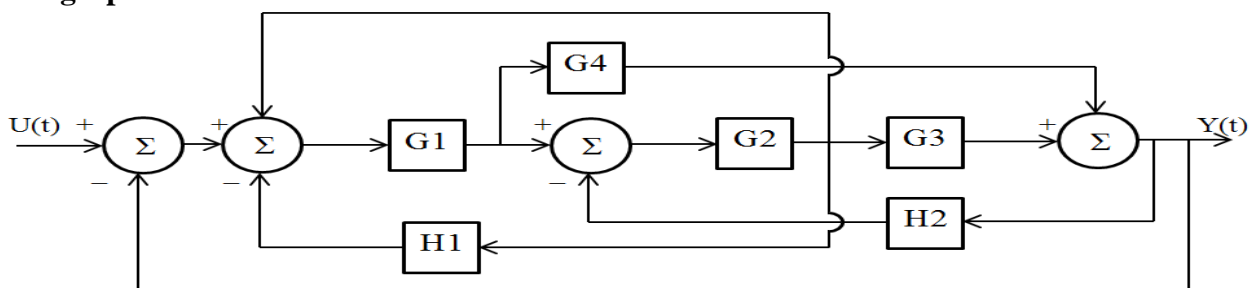 G4
U(t) + + + + Y(t)
Σ Σ G1 Σ G2 G3 Σ
− − −
H2
H1